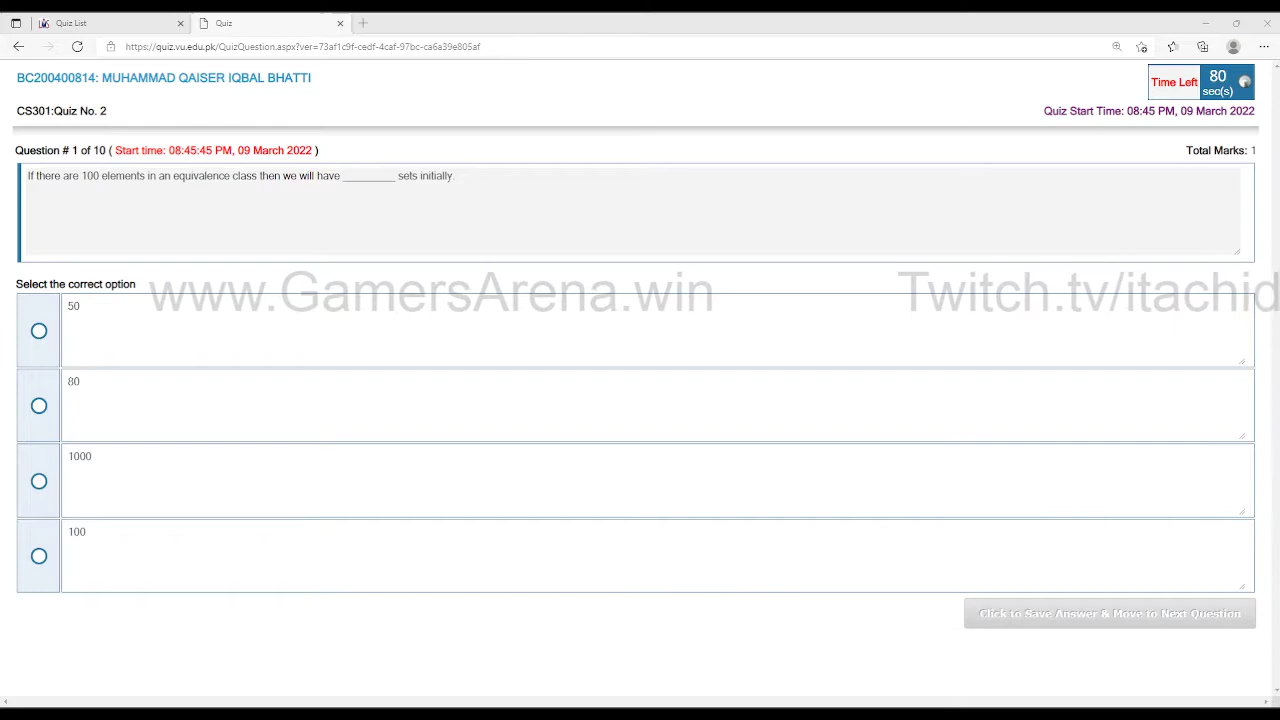 Quiz List
Quiz
https://quiz.vu.edu.pk/QuizQuestion.aspx?ver=73af1c9f-cedf-4caf-97bc-ca6a39e805af
BC200400814: MUHAMMAD QAISER IQBAL BHATTI
Time Left 80 sec(s)
CS301:Quiz No. 2
Quiz Start Time: 08:45 PM, 09 March 2022
Question # 1 of 10 ( Start time: 08:45:45 PM, 09 March 2022 )
Total Marks: 1
If there are 100 elements in an equivalence class then we will have _________ sets initially.
Select the correct option
www.GamersArena.win
Twitch.tv/itachid
50
80
1000
100
Click to Save Answer & Move to Next Question